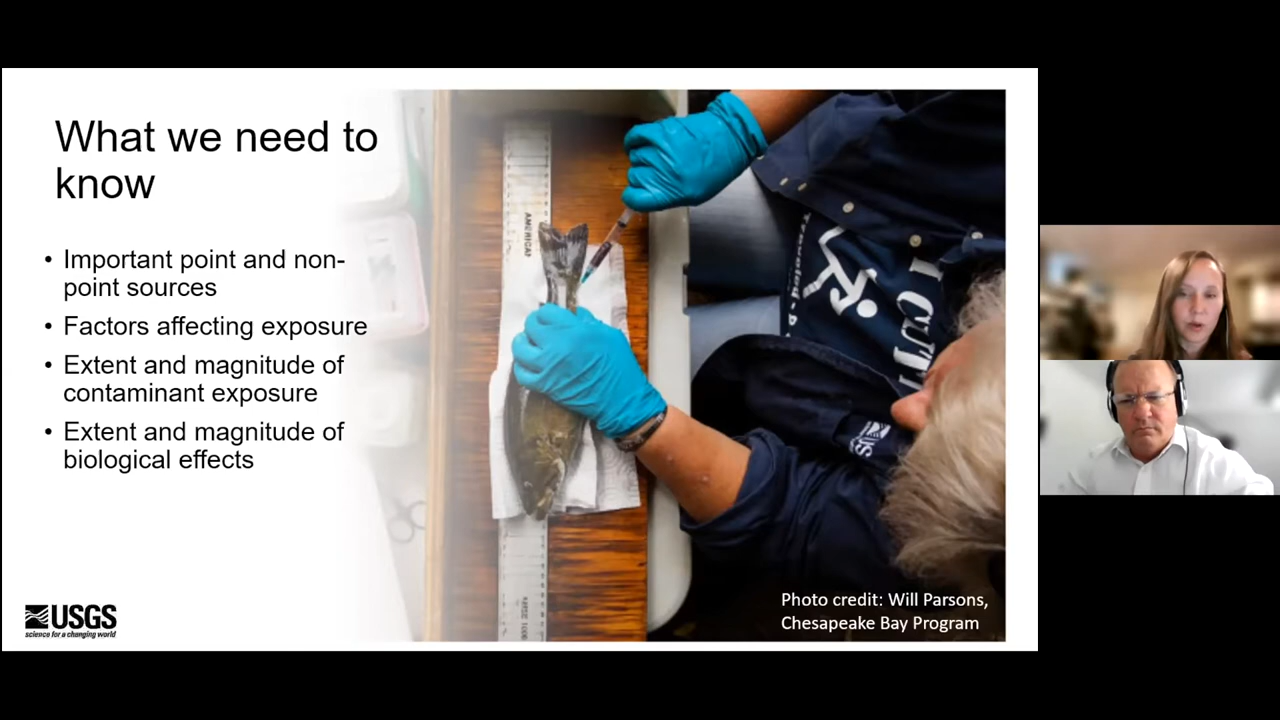 What we need to
know
• Important point and non-
point sources
• Factors affecting exposure
• Extent and magnitude of
contaminant exposure
• Extent and magnitude of
biological effects
USGS
science for a changing world
I CUT
USGS
Photo credit: Will Parsons,
Chesapeake Bay Program